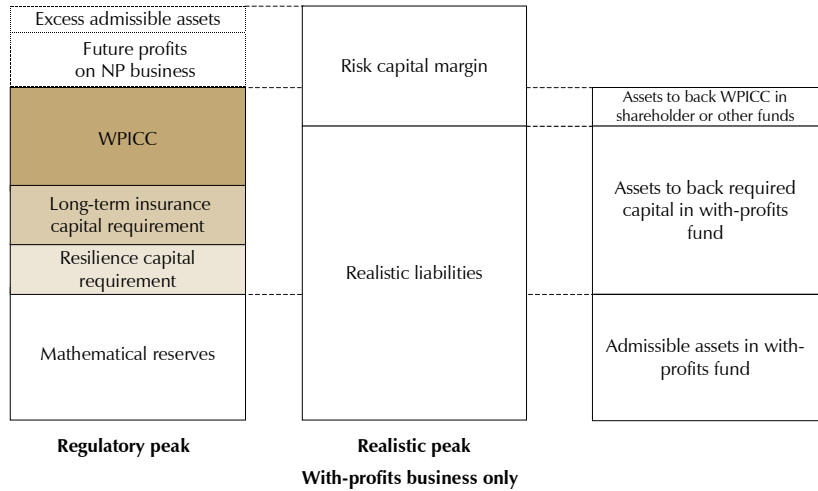 Excess admissible assets
Future profits
on NP business
WPICC
Long-term insurance
capital requirement
Resilience capital
requirement
Mathematical reserves
Regulatory peak
Risk capital margin
Realistic liabilities
Realistic peak
With-profits business only
Assets to back WPICC in
shareholder or other funds
Assets to back required
capital in with-profits
fund
Admissible assets in with-
profits fund